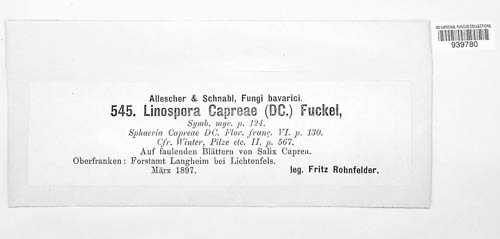 US NATIONAL FUNGUS COLLECTIONS
939780
Allescher & Schnabl, Fungi bavarici.
545. Linospora Capreae (DC.) Fuckel,
Symb. myc. p. 124.
Sphaeria Capreae DC. Flor. franç. VI. p. 130.
Cfr. Winter, Pilze etc. II. p. 567.
Auf faulenden Blättern von Salix Caprea.
Oberfranken: Forstamt Langheim bei Lichtenfels.
März 1897. leg. Fritz Rohnfelder.